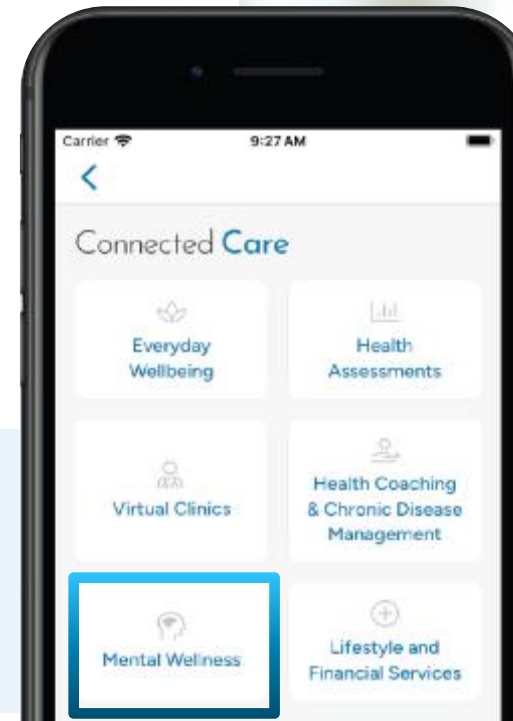 Carrier 9:27 AM
Connected Care
Everyday
Wellbeing
Health
Assessments
Virtual Clinics
Health Coaching
& Chronic Disease
Management
Mental Wellness
Lifestyle and
Financial Services